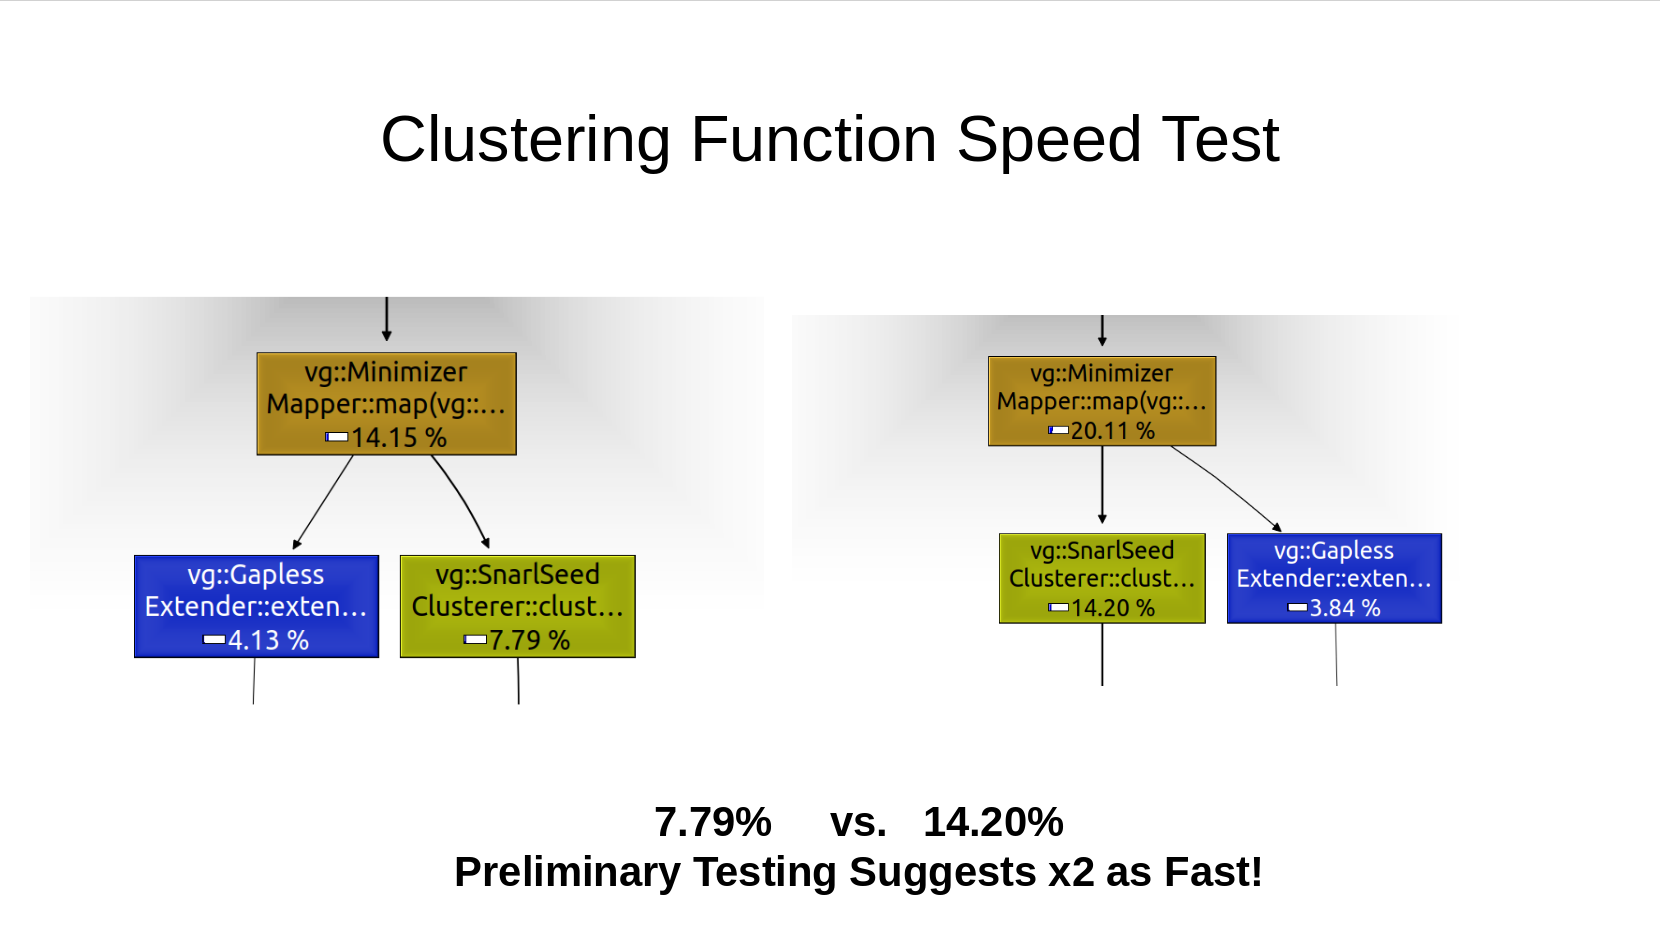 Clustering Function Speed Test
vg::Minimizer
Mapper::map(vg::...
14.15 %
vg::Gapless
Extender::exten...
4.13 %
vg::SnarlSeed
Clusterer::clust...
7.79 %
vg::Minimizer
Mapper::map(vg::...
20.11 %
vg::SnarlSeed
Clusterer::clust...
14.20 %
vg::Gapless
Extender::exten...
3.84 %
7.79% vs. 14.20%
Preliminary Testing Suggests x2 as Fast!